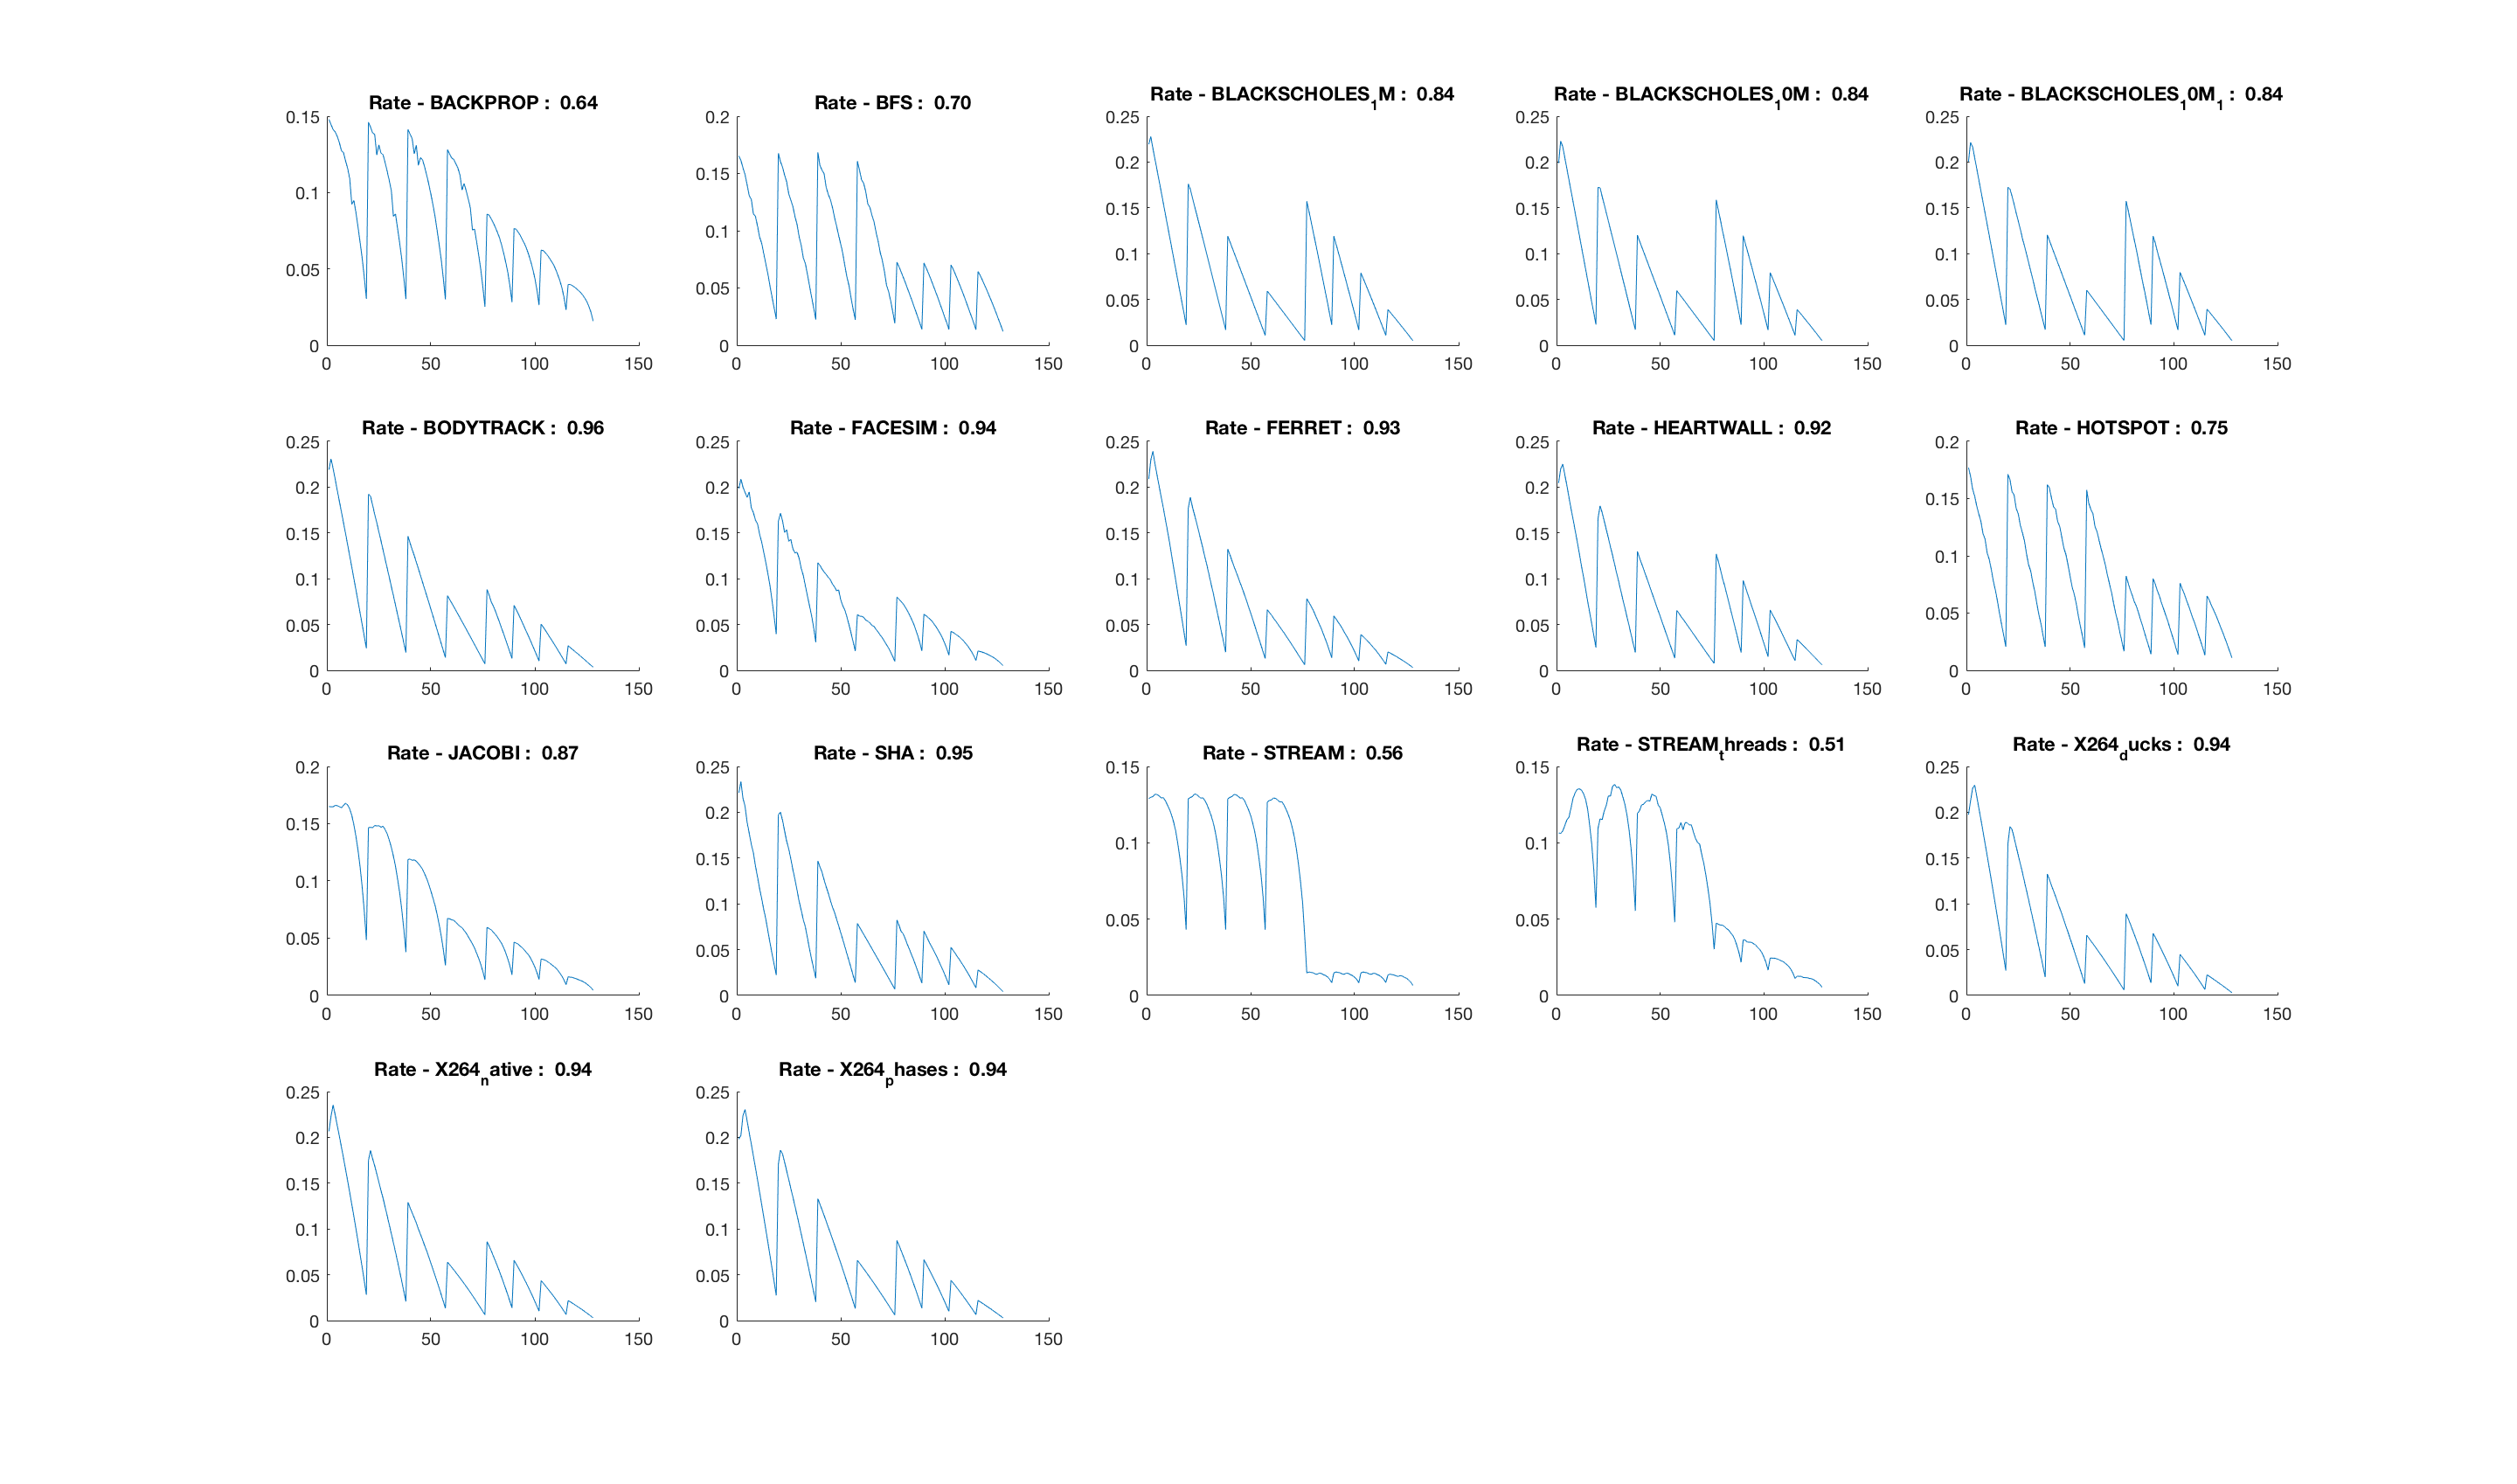 Rate - BACKPROP : 0.64
0.15
0.1
0.05
0
0 50 100 150
Rate - BFS : 0.70
0.2
0.15
0.1
0.05
0
0 50 100 150
Rate - BLACKSCHOLES₁M : 0.84
0.25
0.2
0.15
0.1
0.05
0
0 50 100 150
Rate - BLACKSCHOLES₁0M : 0.84
0.25
0.2
0.15
0.1
0.05
0
0 50 100 150
Rate - BLACKSCHOLES₁0M₁ : 0.84
0.25
0.2
0.15
0.1
0.05
0
0 50 100 150
Rate - BODYTRACK : 0.96
0.25
0.2
0.15
0.1
0.05
0
0 50 100 150
Rate - FACESIM : 0.94
0.25
0.2
0.15
0.1
0.05
0
0 50 100 150
Rate - FERRET : 0.93
0.25
0.2
0.15
0.1
0.05
0
0 50 100 150
Rate - HEARTWALL : 0.92
0.25
0.2
0.15
0.1
0.05
0
0 50 100 150
Rate - HOTSPOT : 0.75
0.2
0.15
0.1
0.05
0
0 50 100 150
Rate - JACOBI : 0.87
0.2
0.15
0.1
0.05
0
0 50 100 150
Rate - SHA : 0.95
0.25
0.2
0.15
0.1
0.05
0
0 50 100 150
Rate - STREAM : 0.56
0.15
0.1
0.05
0
0 50 100 150
Rate - STREAMₜhreads : 0.51
0.15
0.1
0.05
0
0 50 100 150
Rate - X264_ducks : 0.94
0.25
0.2
0.15
0.1
0.05
0
0 50 100 150
Rate - X264ₙative : 0.94
0.25
0.2
0.15
0.1
0.05
0
0 50 100 150
Rate - X264ₚhases : 0.94
0.25
0.2
0.15
0.1
0.05
0
0 50 100 150